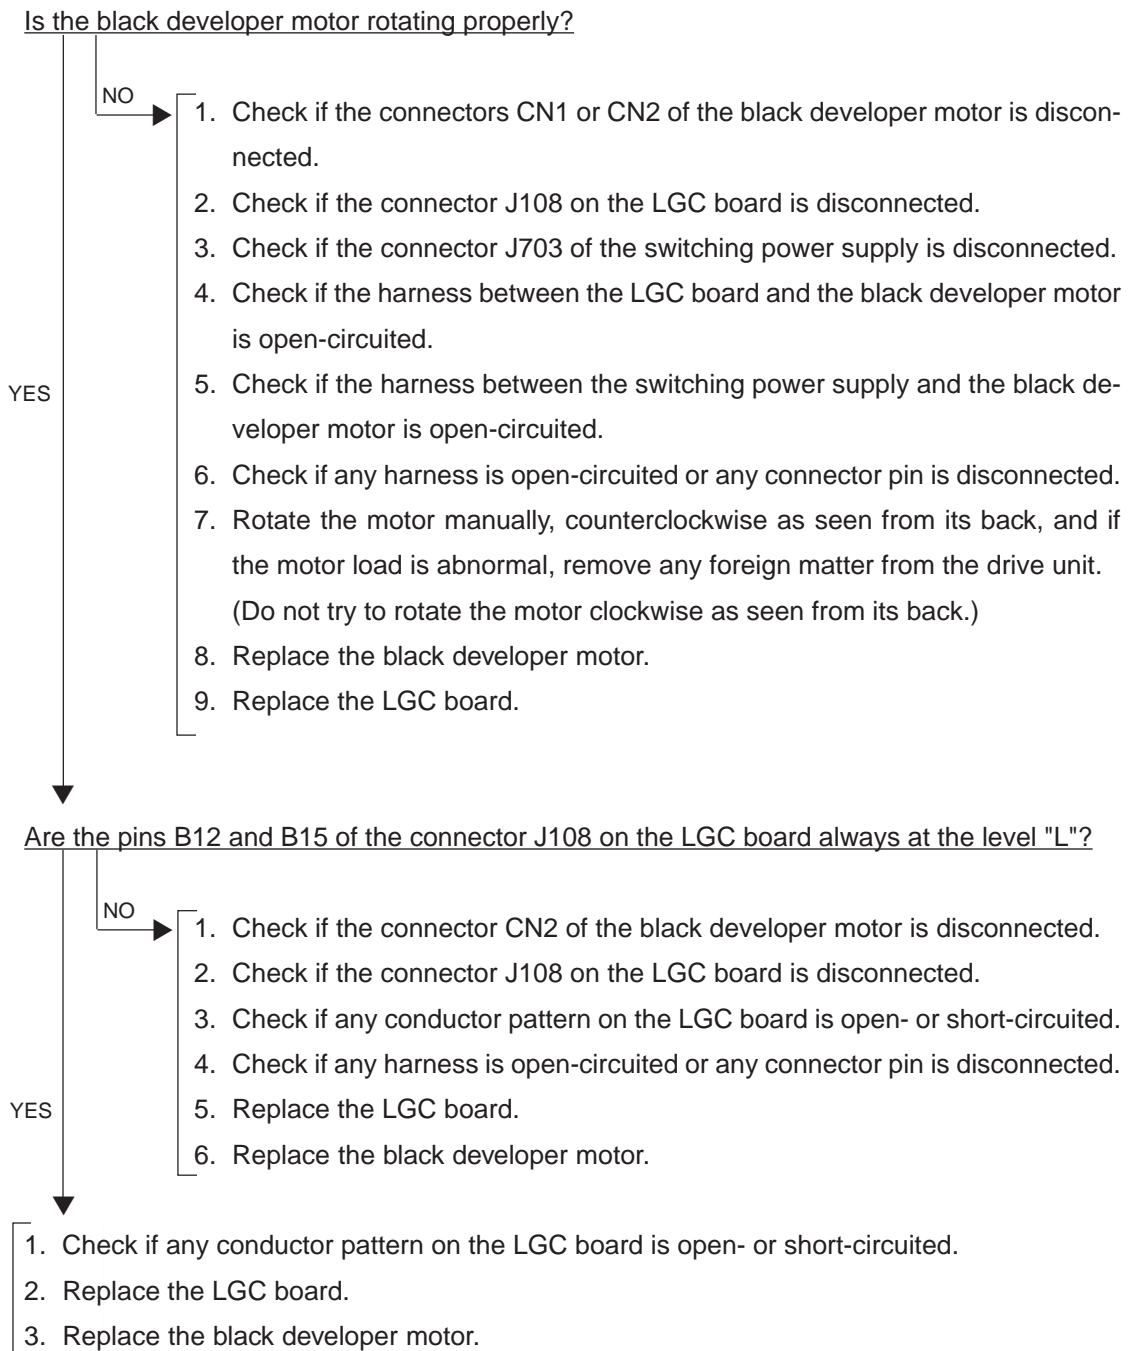 Is the black developer motor rotating properly?
NO
1. Check if the connectors CN1 or CN2 of the black developer motor is discon-
nected.
2. Check if the connector J108 on the LGC board is disconnected.
3. Check if the connector J703 of the switching power supply is disconnected.
4. Check if the harness between the LGC board and the black developer motor
is open-circuited.
5. Check if the harness between the switching power supply and the black de-
veloper motor is open-circuited.
6. Check if any harness is open-circuited or any connector pin is disconnected.
7. Rotate the motor manually, counterclockwise as seen from its back, and if
the motor load is abnormal, remove any foreign matter from the drive unit.
(Do not try to rotate the motor clockwise as seen from its back.)
8. Replace the black developer motor.
9. Replace the LGC board.
YES
Are the pins B12 and B15 of the connector J108 on the LGC board always at the level "L"?
NO
1. Check if the connector CN2 of the black developer motor is disconnected.
2. Check if the connector J108 on the LGC board is disconnected.
3. Check if any conductor pattern on the LGC board is open- or short-circuited.
4. Check if any harness is open-circuited or any connector pin is disconnected.
5. Replace the LGC board.
6. Replace the black developer motor.
YES
1. Check if any conductor pattern on the LGC board is open- or short-circuited.
2. Replace the LGC board.
3. Replace the black developer motor.